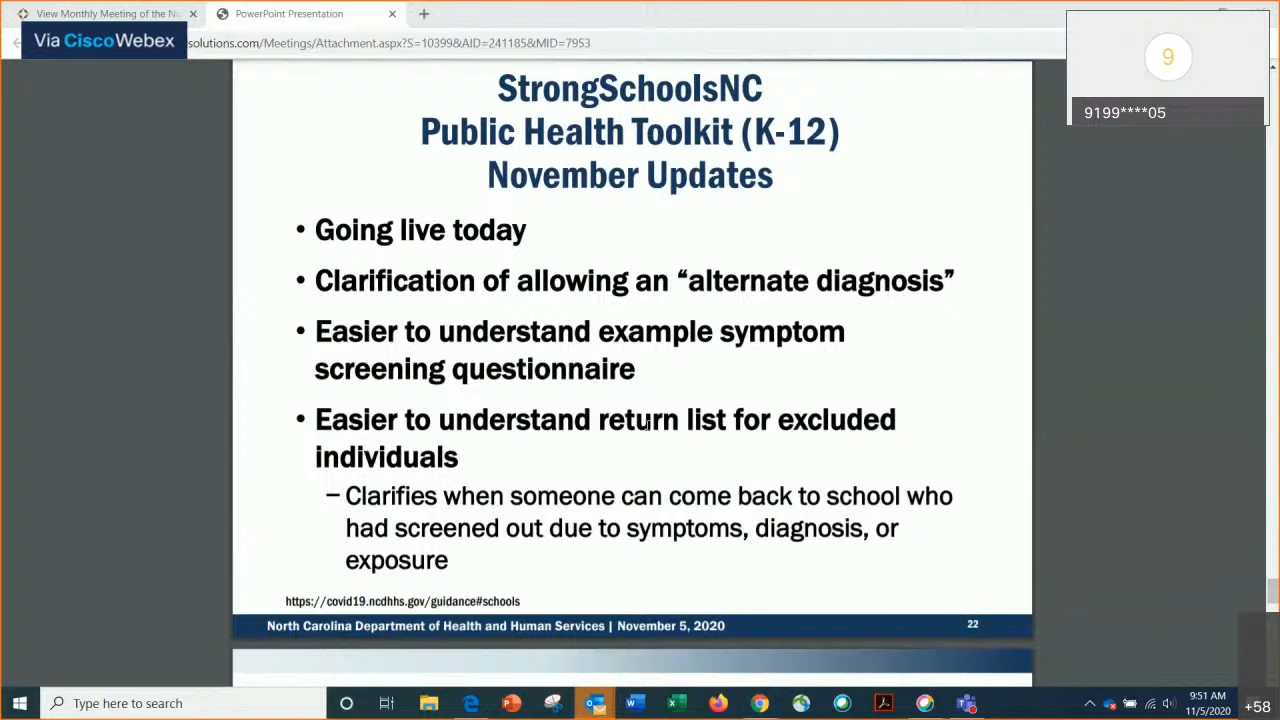 View Monthly Meeting of the No
PowerPoint Presentation
Via CiscoWebex
solutions.com/Meetings/Attachment.aspx?S=10399&AID=241185&MID=7953
9
9199****05
StrongSchoolsNC
Public Health Toolkit (K-12)
November Updates
• Going live today
• Clarification of allowing an “alternate diagnosis”
• Easier to understand example symptom
screening questionnaire
• Easier to understand return list for excluded
individuals
– Clarifies when someone can come back to school who
had screened out due to symptoms, diagnosis, or
exposure
https://covid19.ncdhhs.gov/guidance#schools
North Carolina Department of Health and Human Services | November 5, 2020
22
Type here to search
9:51 AM
11/5/2020
+58